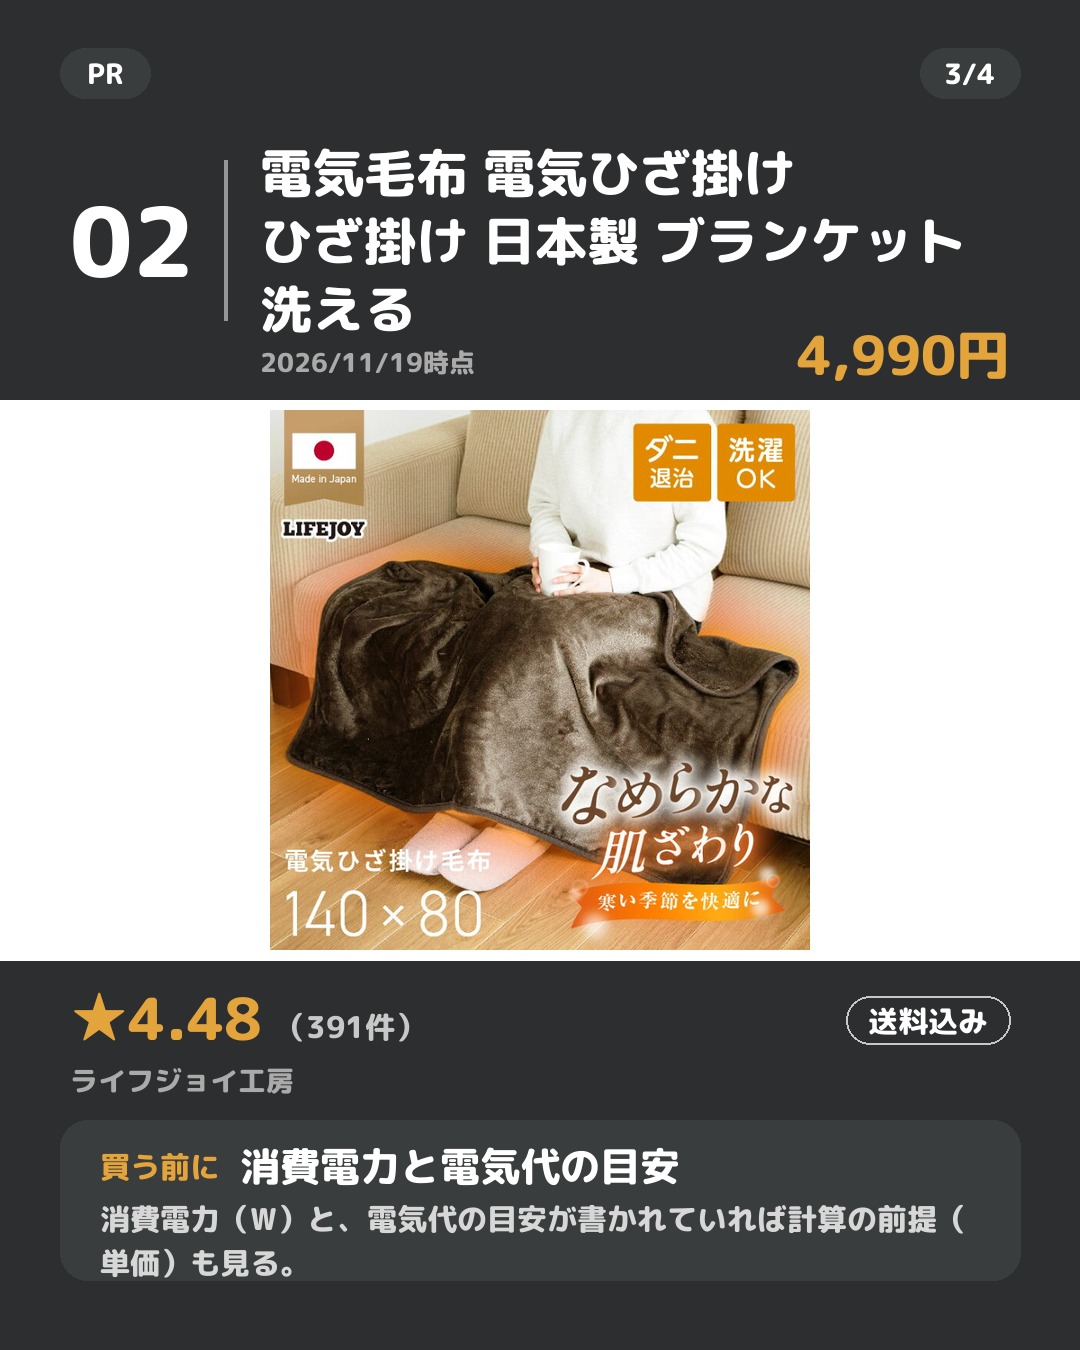 PR
3/4
02
電気毛布 電気ひざ掛け
ひざ掛け 日本製 ブランケット
洗える
2026/11/19時点
4,990円
Made in Japan
LIFEJOY
ダニ
退治
洗濯
OK
なめらかな
肌ざわり
寒い季節を快適に
電気ひざ掛け毛布
140×80
★4.48（391件）
送料込み
ライフジョイ工房
買う前に 消費電力と電気代の目安
消費電力（W）と、電気代の目安が書かれていれば計算の前提（
単価）も見る。